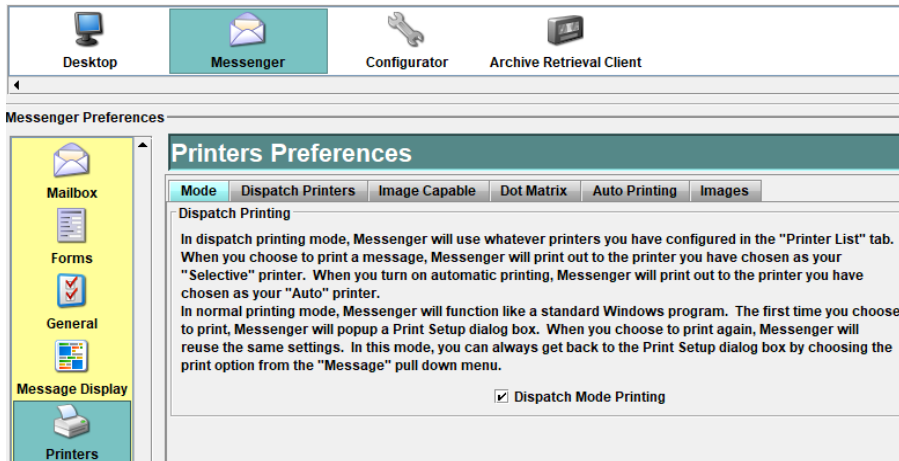 Desktop
Messenger
Configurator
Archive Retrieval Client
Messenger Preferences
Mailbox
Forms
General
Message Display
Printers
Printers Preferences
Mode
Dispatch Printers
Image Capable
Dot Matrix
Auto Printing
Images
Dispatch Printing
In dispatch printing mode, Messenger will use whatever printers you have configured in the "Printer List" tab.
When you choose to print a message, Messenger will print out to the printer you have chosen as your
"Selective" printer. When you turn on automatic printing, Messenger will print out to the printer you have
chosen as your "Auto" printer.
In normal printing mode, Messenger will function like a standard Windows program. The first time you choose
to print, Messenger will popup a Print Setup dialog box. When you choose to print again, Messenger will
reuse the same settings. In this mode, you can always get back to the Print Setup dialog box by choosing the
print option from the "Message" pull down menu.
Dispatch Mode Printing